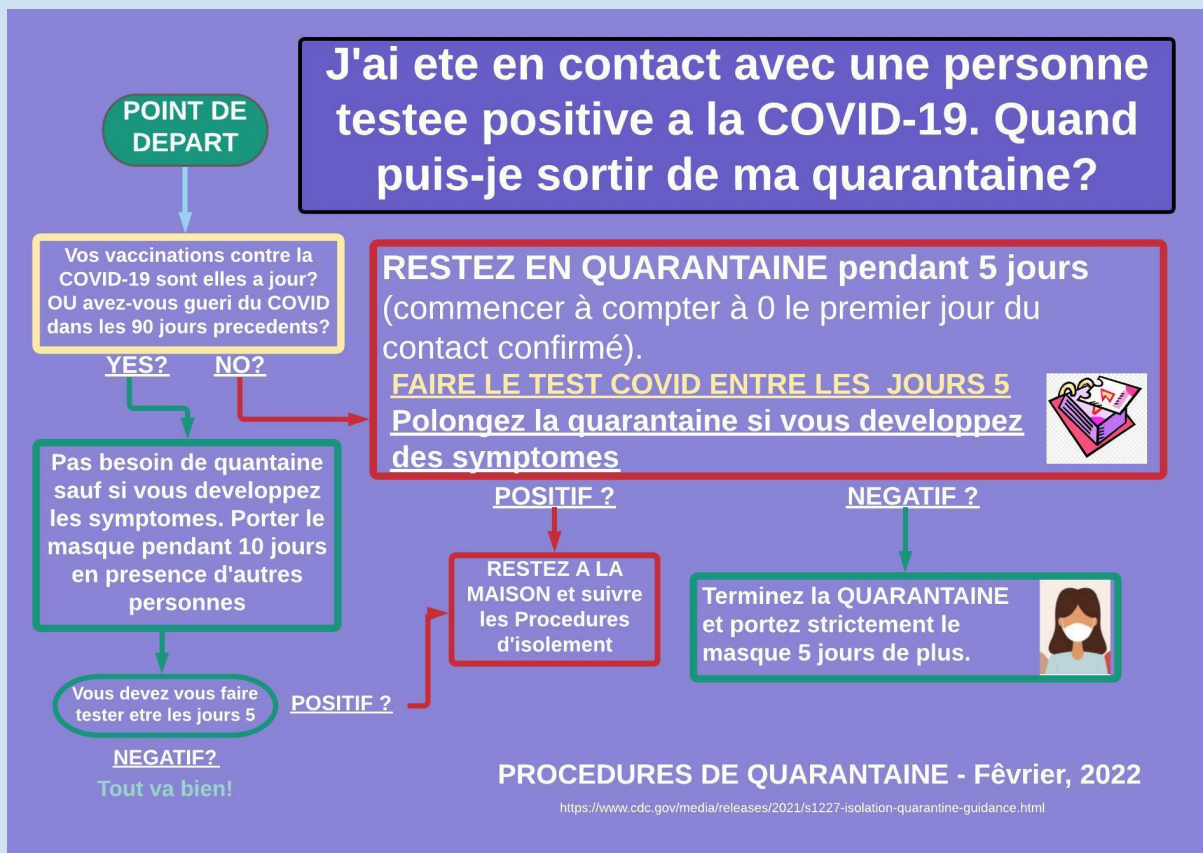 J'ai ete en contact avec une personne
testee positive a la COVID-19. Quand
puis-je sortir de ma quarantaine?
POINT DE
DEPART
Vos vaccinations contre la
COVID-19 sont elles a jour?
OU avez-vous gueri du COVID
dans les 90 jours precedents?
YES?
NO?
RESTEZ EN QUARANTAINE pendant 5 jours
(commencer à compter à 0 le premier jour du
contact confirmé).
FAIRE LE TEST COVID ENTRE LES JOURS 5
Polongez la quarantaine si vous developpez
des symptomes
Pas besoin de quantaine
sauf si vous developpez
les symptomes. Porter le
masque pendant 10 jours
en presence d'autres
personnes
POSITIF ?
NEGATIF ?
RESTEZ A LA
MAISON et suivre
les Procedures
d'isolement
Terminez la QUARANTAINE
et portez strictement le
masque 5 jours de plus.
Vous devez vous faire
tester etre les jours 5
POSITIF ?
NEGATIF?
Tout va bien!
PROCEDURES DE QUARANTAINE - Fêvrier, 2022
https://www.cdc.gov/media/releases/2021/s1227-isolation-quarantine-guidance.html